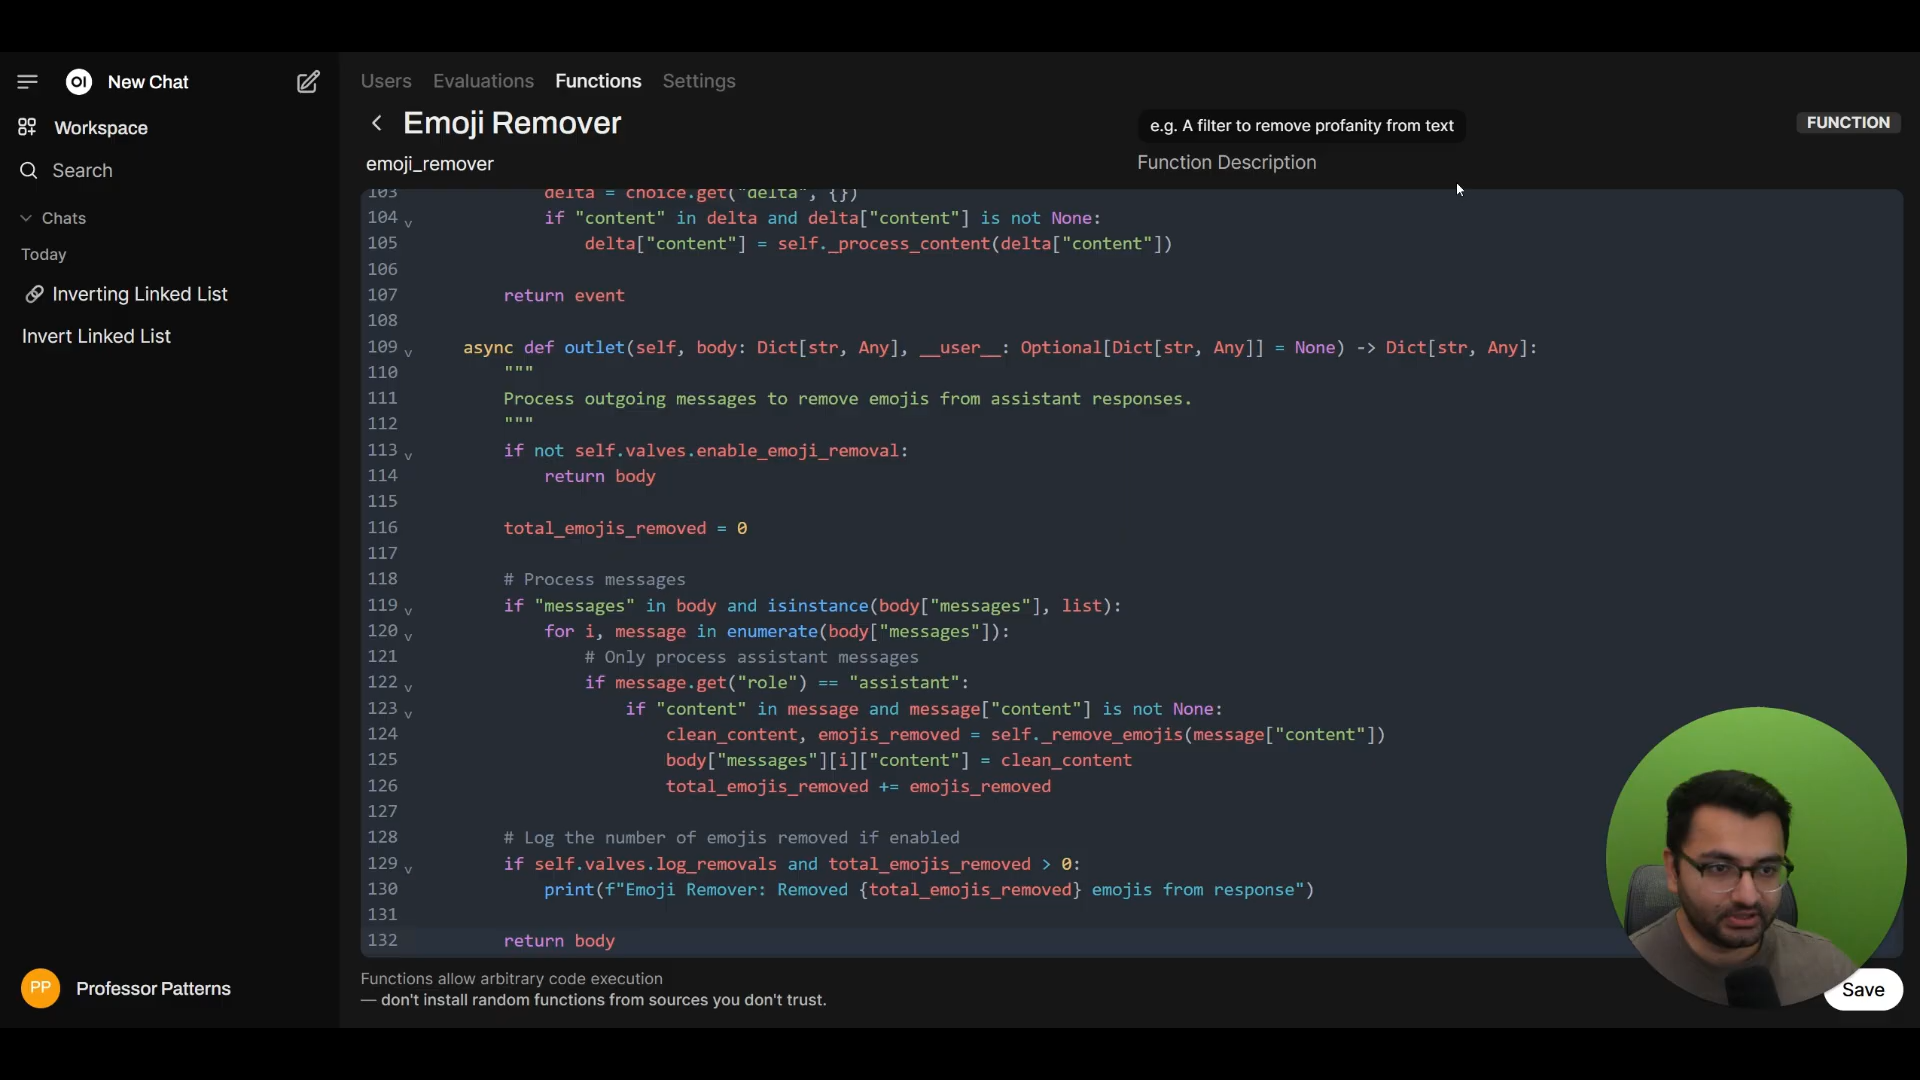 OI New Chat
Workspace
Search
Chats
Today
Inverting Linked List
Invert Linked List
PP Professor Patterns
Users Evaluations Functions Settings
Emoji Remover
e.g. A filter to remove profanity from text
FUNCTION
emoji_remover
Function Description
103 delta = choice.get("delta", {})
104 if "content" in delta and delta["content"] is not None:
105 delta["content"] = self._process_content(delta["content"])
106
107 return event
108
109 async def outlet(self, body: Dict[str, Any], __user__: Optional[Dict[str, Any]] = None) -> Dict[str, Any]:
110 """
111 Process outgoing messages to remove emojis from assistant responses.
112 """
113 if not self.valves.enable_emoji_removal:
114 return body
115
116 total_emojis_removed = 0
117
118 # Process messages
119 if "messages" in body and isinstance(body["messages"], list):
120 for i, message in enumerate(body["messages"]):
121 # Only process assistant messages
122 if message.get("role") == "assistant":
123 if "content" in message and message["content"] is not None:
124 clean_content, emojis_removed = self._remove_emojis(message["content"])
125 body["messages"][i]["content"] = clean_content
126 total_emojis_removed += emojis_removed
127
128 # Log the number of emojis removed if enabled
129 if self.valves.log_removals and total_emojis_removed > 0:
130 print(f"Emoji Remover: Removed {total_emojis_removed} emojis from response")
131
132 return body
Functions allow arbitrary code execution
— don't install random functions from sources you don't trust.
Save